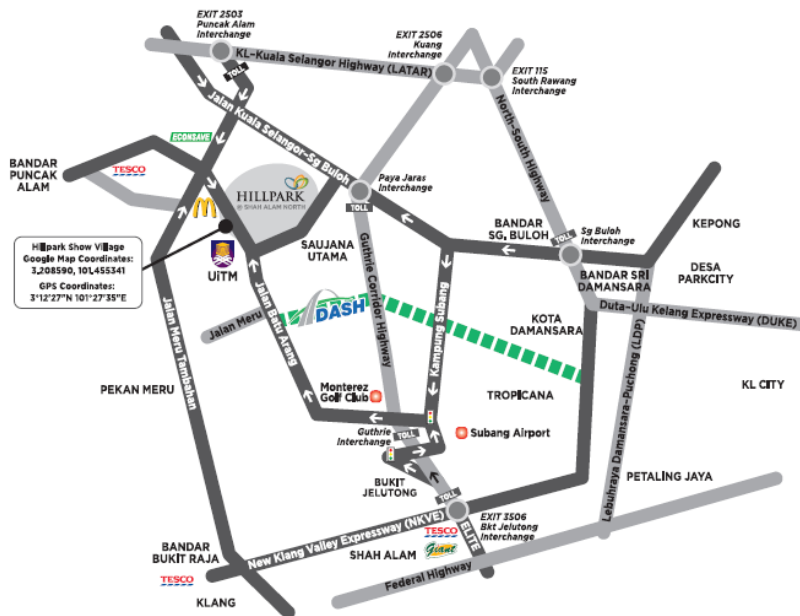 EXIT 2503
Puncak Alam
Interchange
EXIT 2506
Kuang
Interchange
KL-Kuala Selangor Highway (LATAR)
EXIT 115
South Rawang
Interchange
TOLL
Jalan Kuala Selangor-Sg Buloh
North-South Highway
ECONSAVE
BANDAR
PUNCAK
ALAM
TESCO
HILLPARK
@ SHAH ALAM NORTH
Paya Jaras
Interchange
TOLL
BANDAR
SG. BULOH
TOLL
Sg Buloh
Interchange
KEPONG
Hillpark Show Village
Google Map Coordinates:
3.208590, 101.455341
GPS Coordinates:
3°12'27"N 101°27'35"E
UiTM
SAUJANA
UTAMA
BANDAR SRI
DAMANSARA
DESA
PARKCITY
Jalan Meru Tambahan
Jalan Batu Arang
Jalan Meru
DASH
Guthrie Corridor Highway
Kampung Subang
KOTA
DAMANSARA
Duta-Ulu Kelang Expressway (DUKE)
Lebuhraya Damansara-Puchong (LDP)
PEKAN MERU
Monterez
Golf Club
TROPICANA
KL CITY
Guthrie
Interchange
TOLL
Subang Airport
BUKIT
JELUTONG
TOLL
PETALING JAYA
New Klang Valley Expressway (NKVE)
EXIT 3506
Bkt Jelutong
Interchange
ELITE
BANDAR
BUKIT RAJA
TESCO
SHAH ALAM
TESCO
Giant
Federal Highway
KLANG